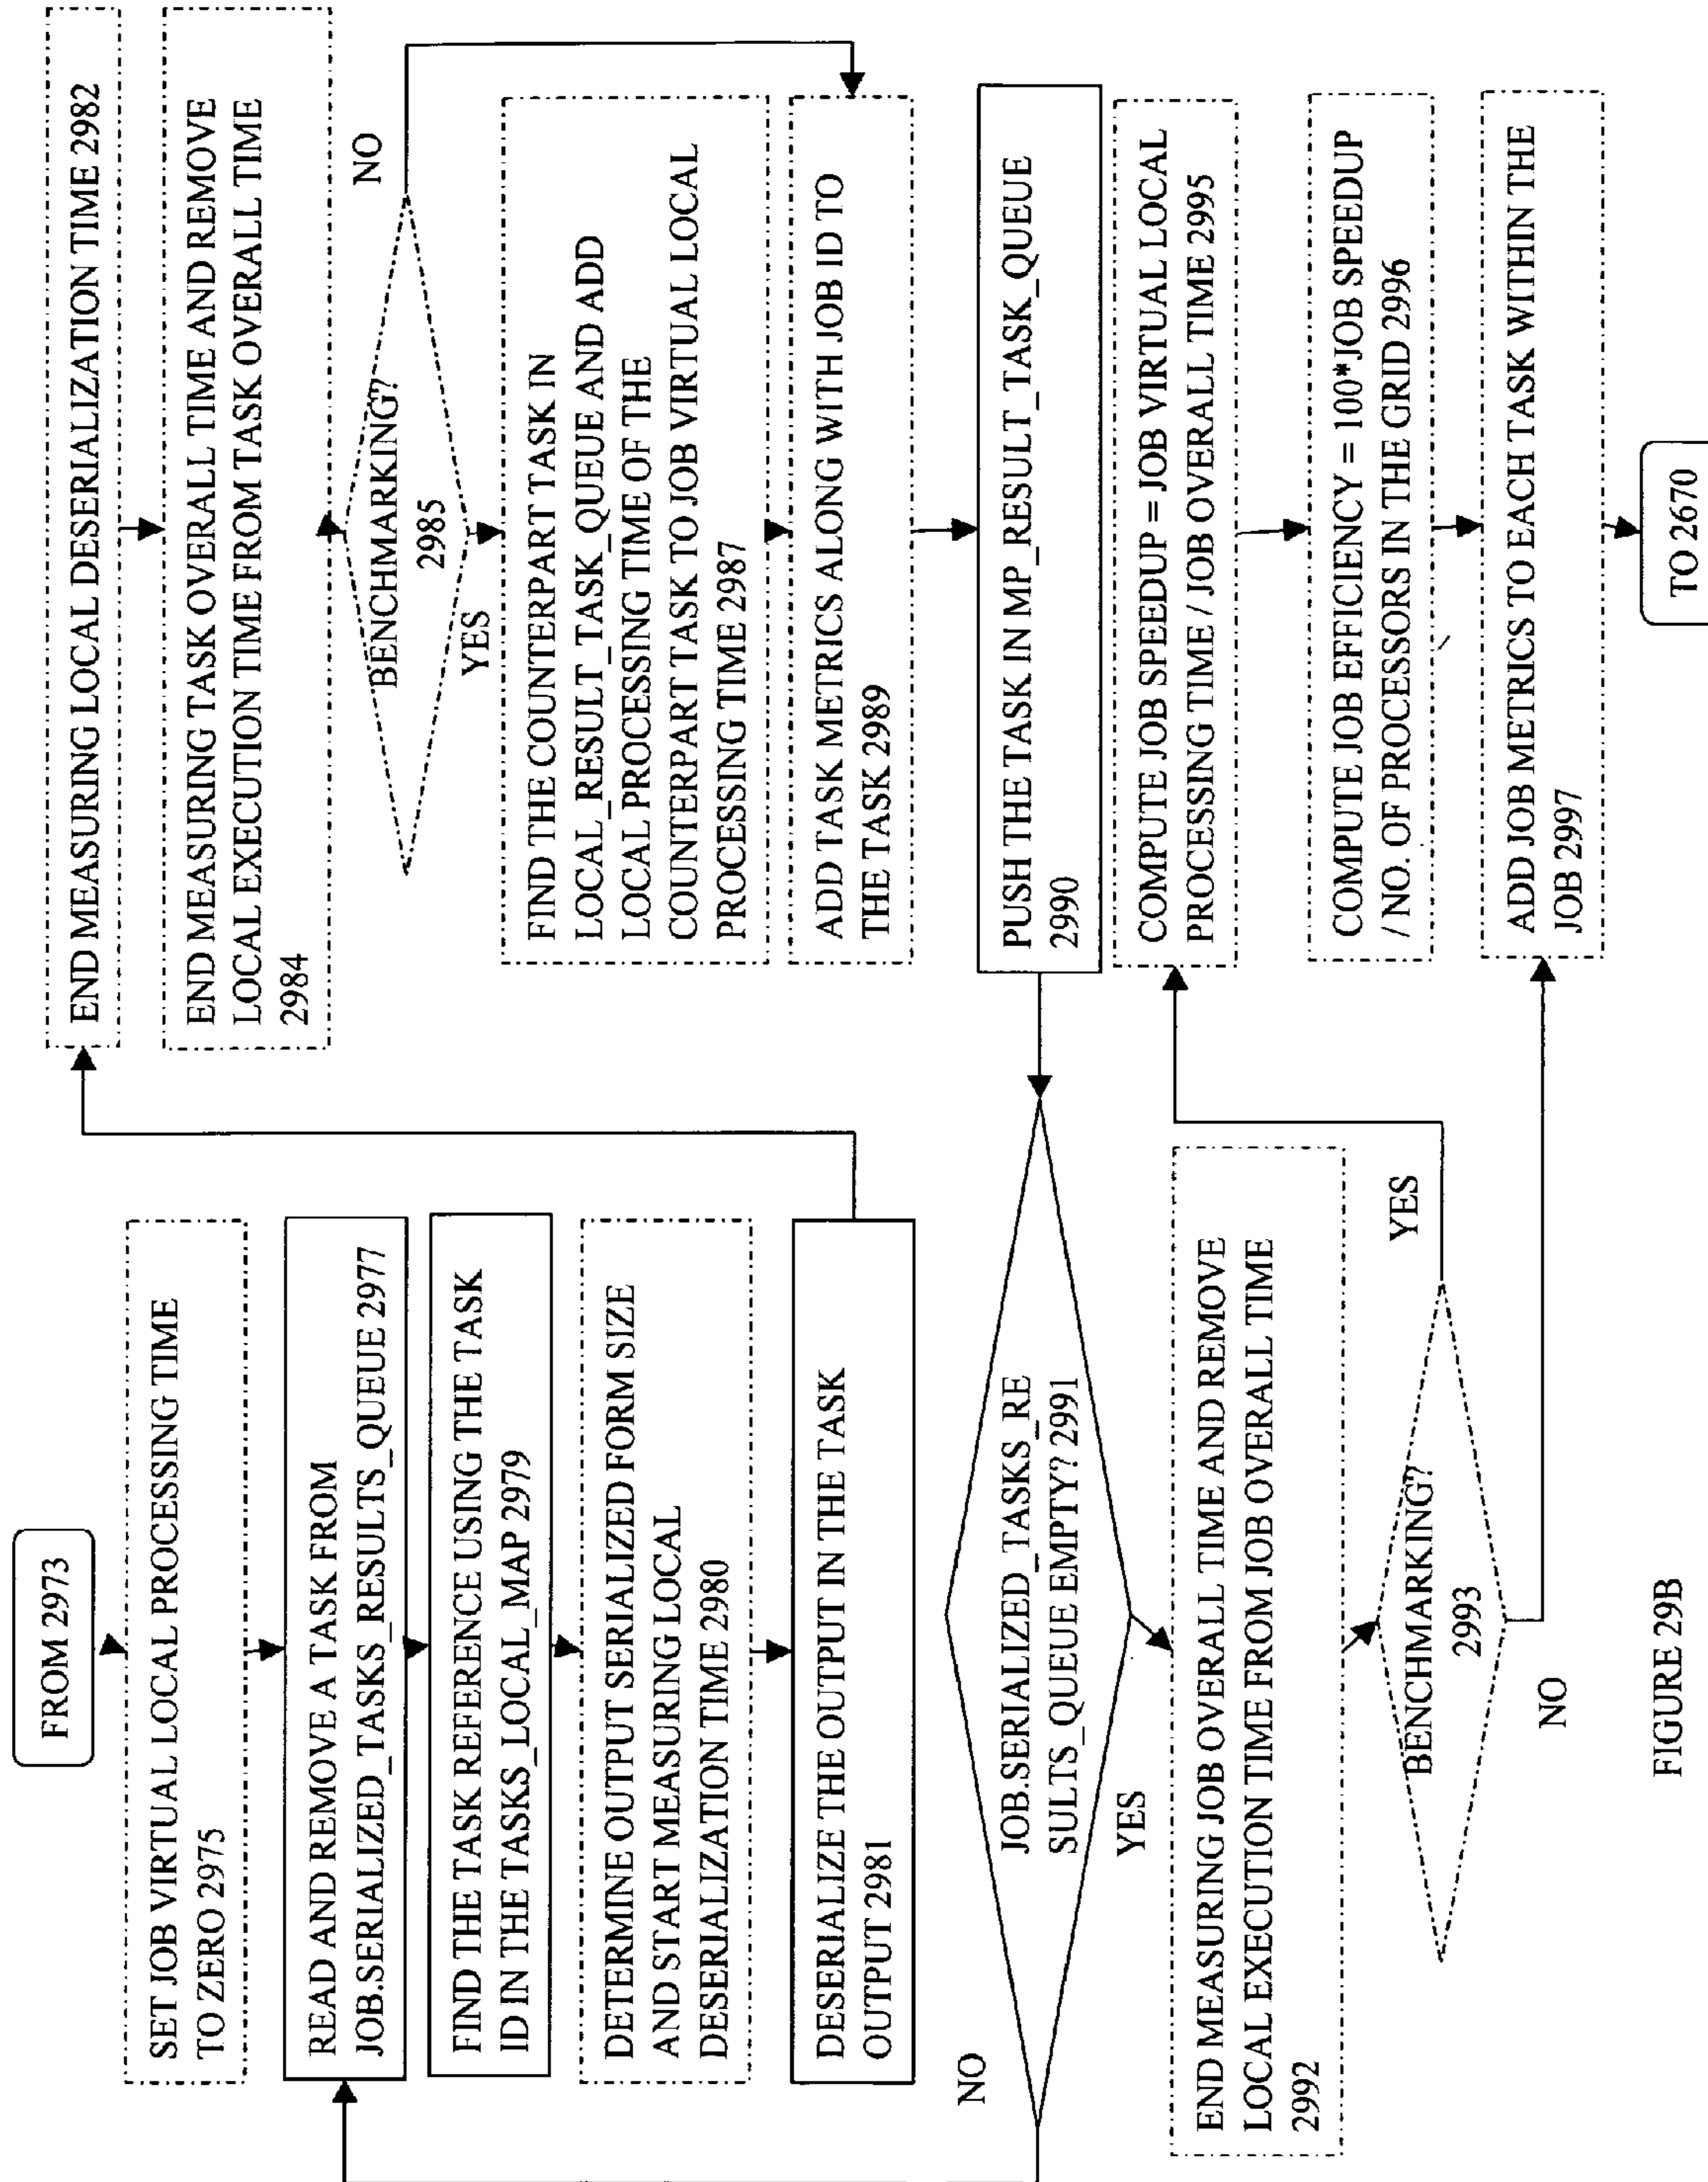 FROM 2973
SET JOB VIRTUAL LOCAL PROCESSING TIME
TO ZERO 2975
READ AND REMOVE A TASK FROM
JOB.SERIALIZED_TASKS_RESULTS_QUEUE 2977
FIND THE TASK REFERENCE USING THE TASK
ID IN THE TASKS_LOCAL_MAP 2979
DETERMINE OUTPUT SERIALIZED FORM SIZE
AND START MEASURING LOCAL
DESERIALIZATION TIME 2980
DESERIALIZE THE OUTPUT IN THE TASK
OUTPUT 2981
END MEASURING LOCAL DESERIALIZATION TIME 2982
END MEASURING TASK OVERALL TIME AND REMOVE
LOCAL EXECUTION TIME FROM TASK OVERALL TIME
2984
BENCHMARKING?
2985
NO
YES
FIND THE COUNTERPART TASK IN
LOCAL_RESULT_TASK_QUEUE AND ADD
LOCAL PROCESSING TIME OF THE
COUNTERPART TASK TO JOB VIRTUAL LOCAL
PROCESSING TIME 2987
ADD TASK METRICS ALONG WITH JOB ID TO
THE TASK 2989
PUSH THE TASK IN MP_RESULT_TASK_QUEUE
2990
NO
JOB.SERIALIZED_TASKS_RE
SULTS_QUEUE EMPTY? 2991
YES
END MEASURING JOB OVERALL TIME AND REMOVE
LOCAL EXECUTION TIME FROM JOB OVERALL TIME
2992
BENCHMARKING?
2993
YES
NO
COMPUTE JOB SPEEDUP = JOB VIRTUAL LOCAL
PROCESSING TIME / JOB OVERALL TIME 2995
COMPUTE JOB EFFICIENCY = 100*JOB SPEEDUP
/ NO. OF PROCESSORS IN THE GRID 2996
ADD JOB METRICS TO EACH TASK WITHIN THE
JOB 2997
TO 2670
FIGURE 29B